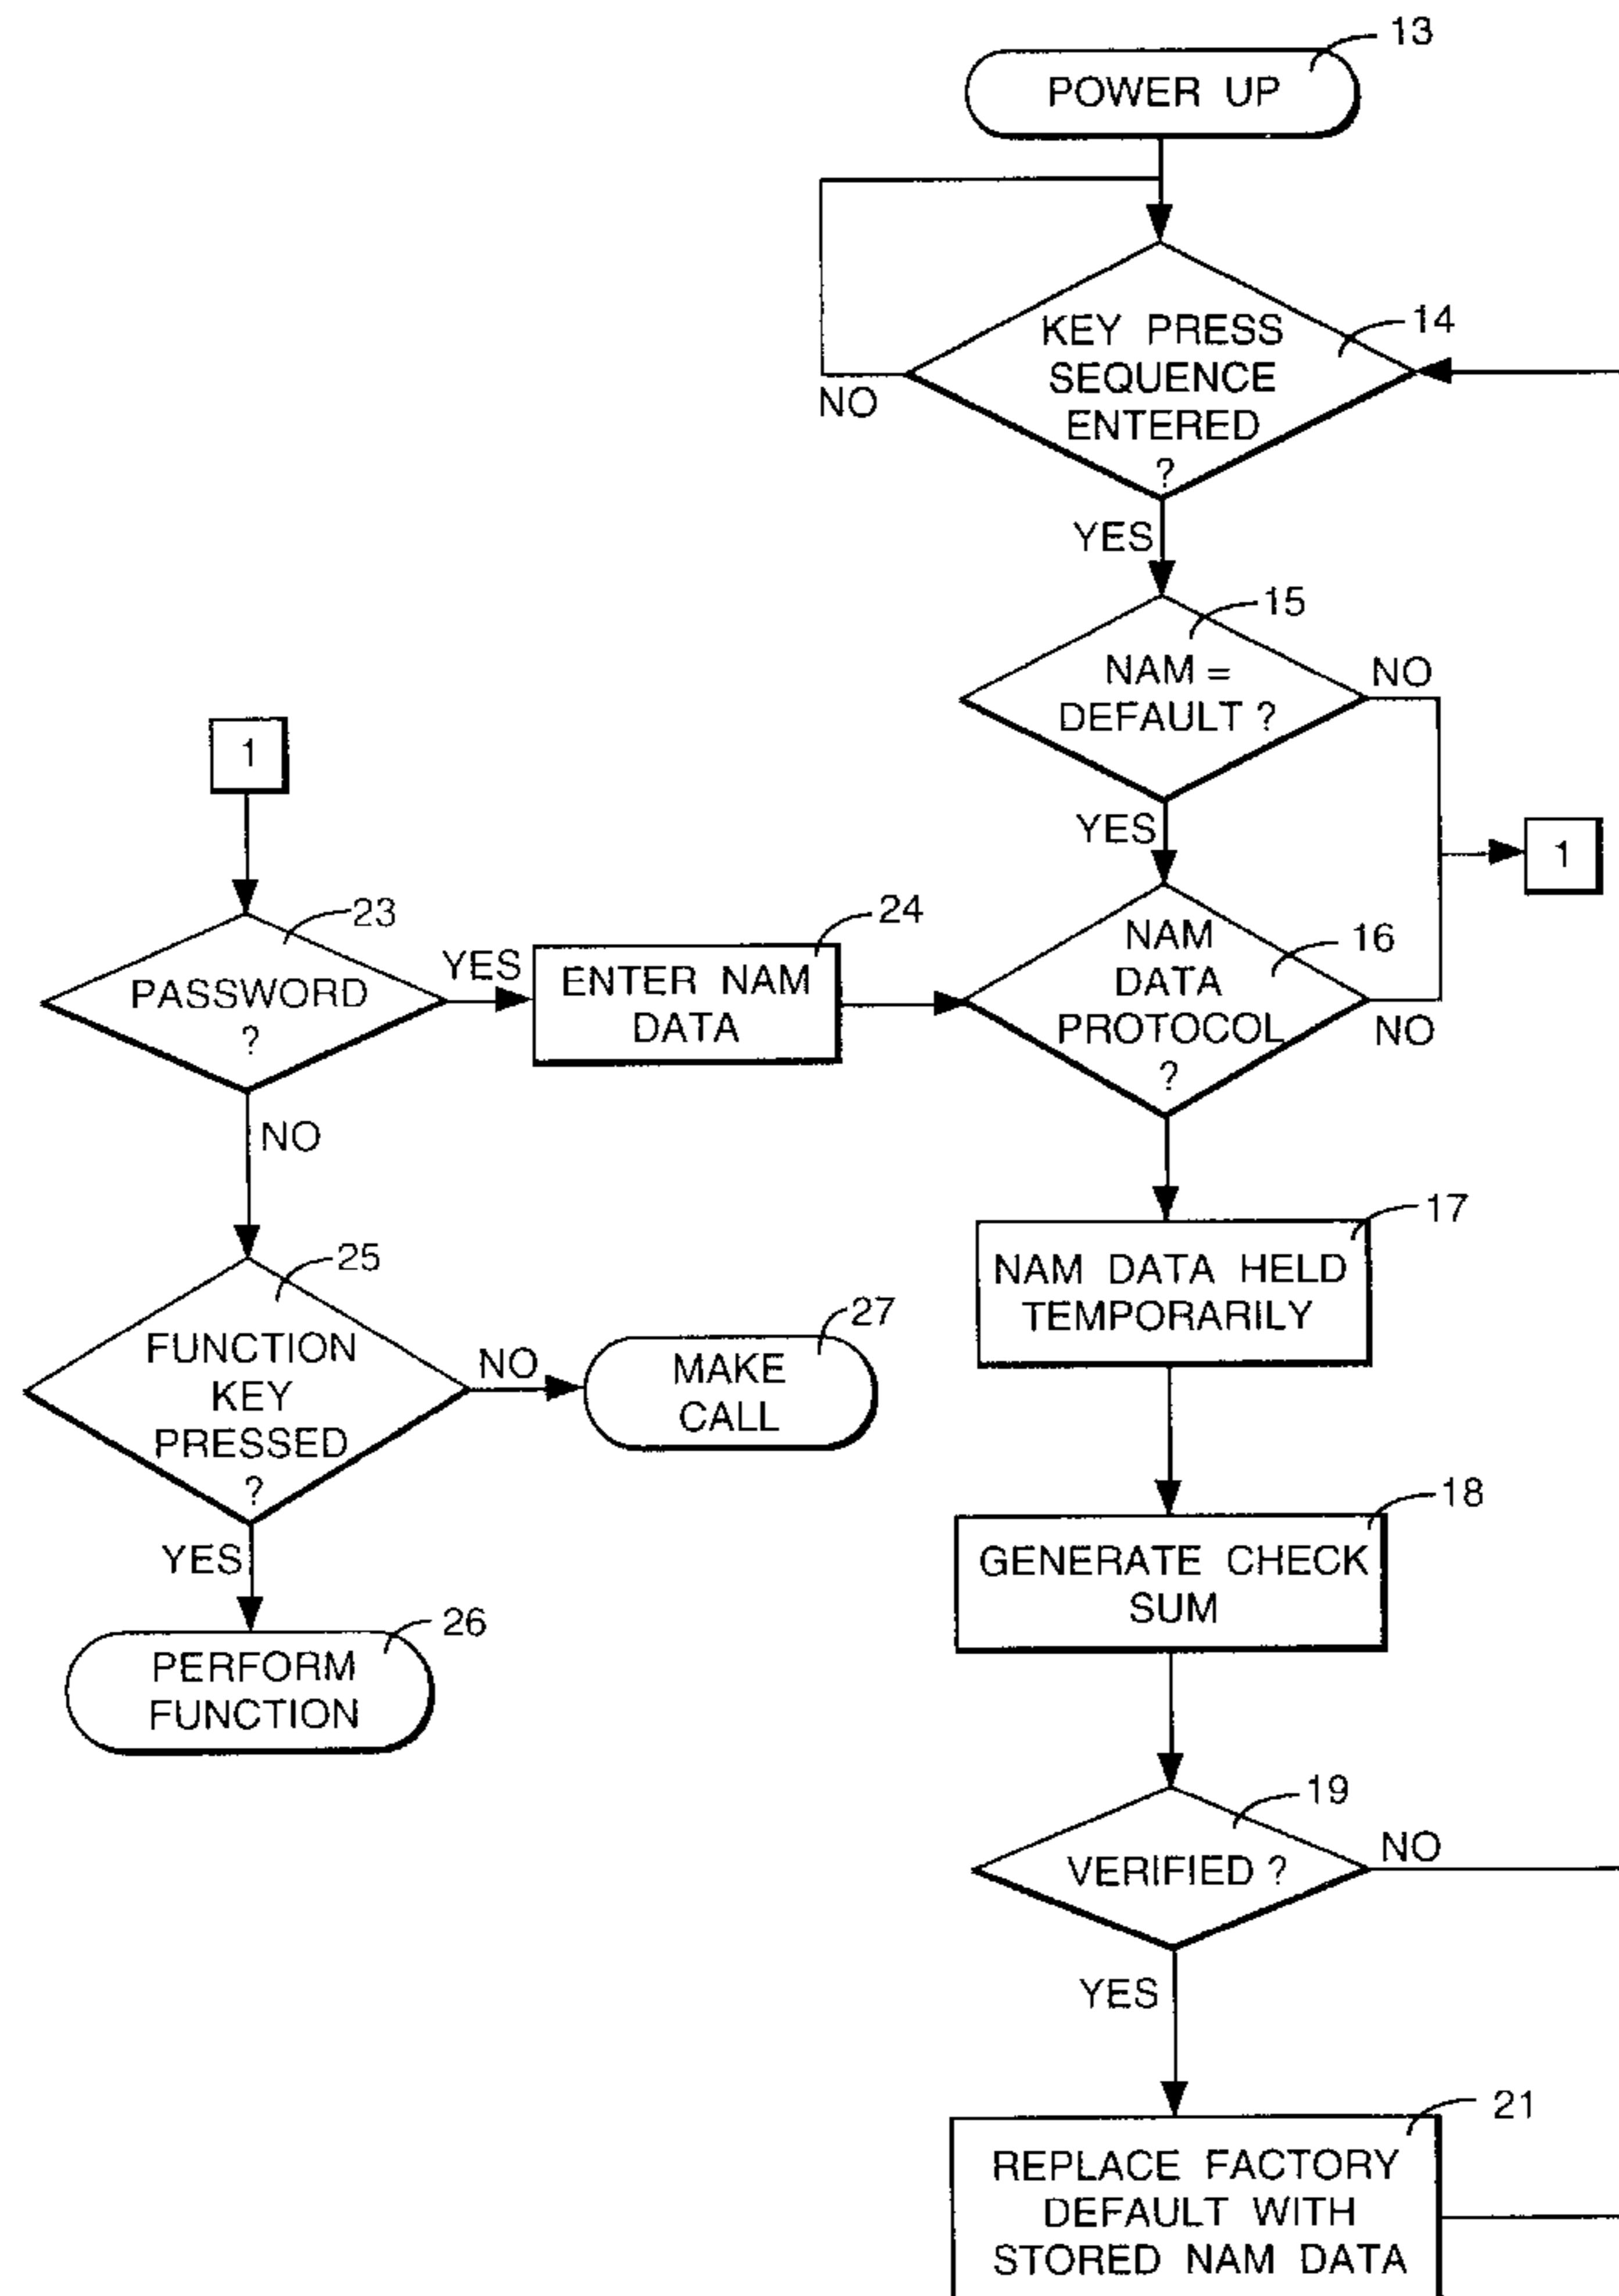 13
POWER UP
14
KEY PRESS
SEQUENCE
ENTERED
?
NO
YES
15
NAM =
DEFAULT ?
NO
YES
1
16
NAM
DATA
PROTOCOL
?
NO
17
NAM DATA HELD
TEMPORARILY
18
GENERATE CHECK
SUM
19
VERIFIED ?
NO
YES
21
REPLACE FACTORY
DEFAULT WITH
STORED NAM DATA
1
23
PASSWORD
?
YES
24
ENTER NAM
DATA
NO
25
FUNCTION
KEY
PRESSED
?
NO
27
MAKE
CALL
YES
26
PERFORM
FUNCTION